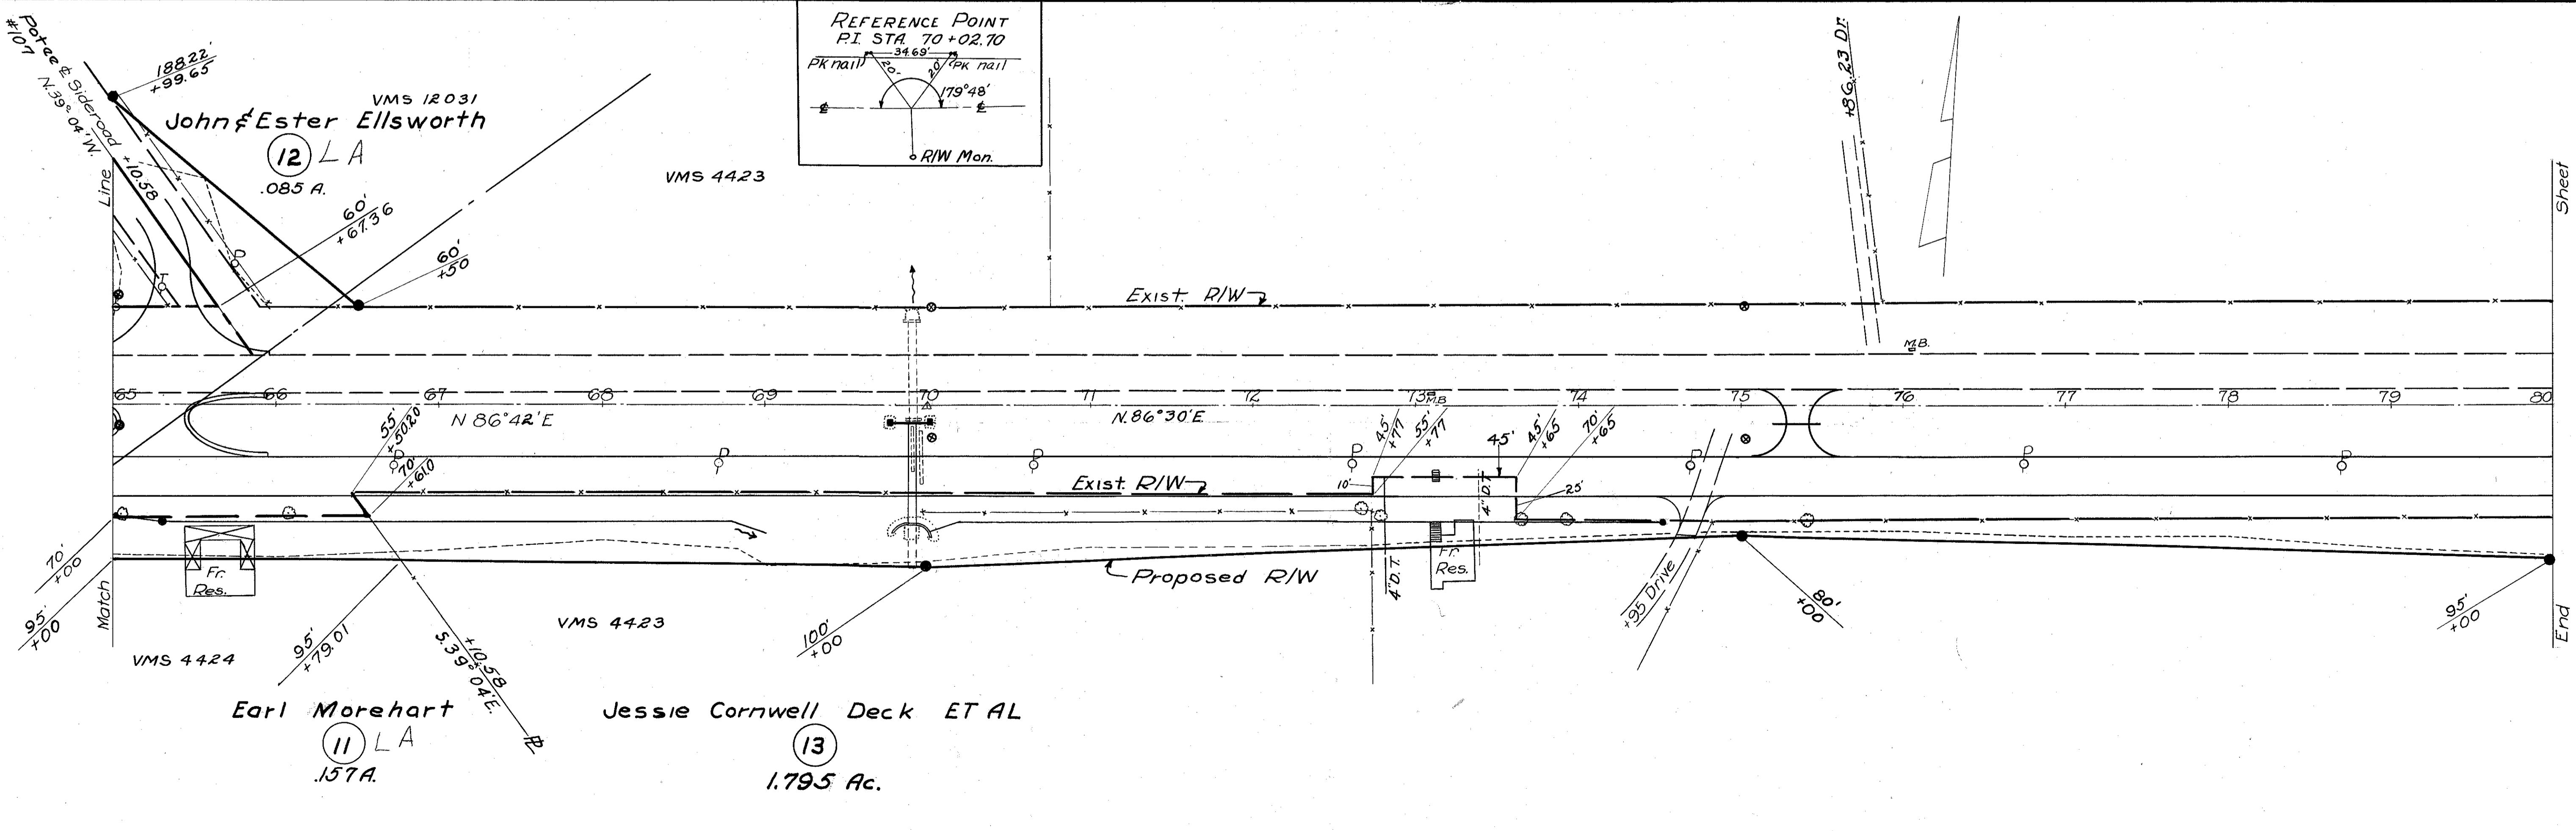 Potee ℄ Sideroad
#107
N.39° 04' W.
+10.58
188.22'
+99.65
VMS 12031
John & Ester Ellsworth
12 L A
.085 A.
60'
+67.36
60'
+50
REFERENCE POINT
P.I. STA. 70+02.70
34.69'
PK nail
20'
20'
PK nail
179°48'
℄
℄
R/W Mon.
VMS 4423
+86.23 Dr.
Line
Sheet
T
P
Exist. R/W
M.B.
65 66 67 68 69 70 71 72 73 74 75 76 77 78 79 80
M.B
N 86°42'E
N.86°30'E
55'
+50.20
70'
+61.0
45'
+77
55'
+77
45'
45'
+65
70'
+65
P
P
P
P
P
P
P
Exist. R/W
10'
25'
4" D.T.
4" D.T.
Fr.
Res.
Fr.
Res.
Proposed R/W
+95 Drive
70'
+00
95'
+00
Match
95'
+79.01
+10.58
S.39° 04' E.
PL
100'
+00
80'
+00
95'
+00
End
VMS 4424
VMS 4423
Earl Morehart
11 L A
.157 A.
Jessie Cornwell Deck ET AL
13
1.795 Ac.